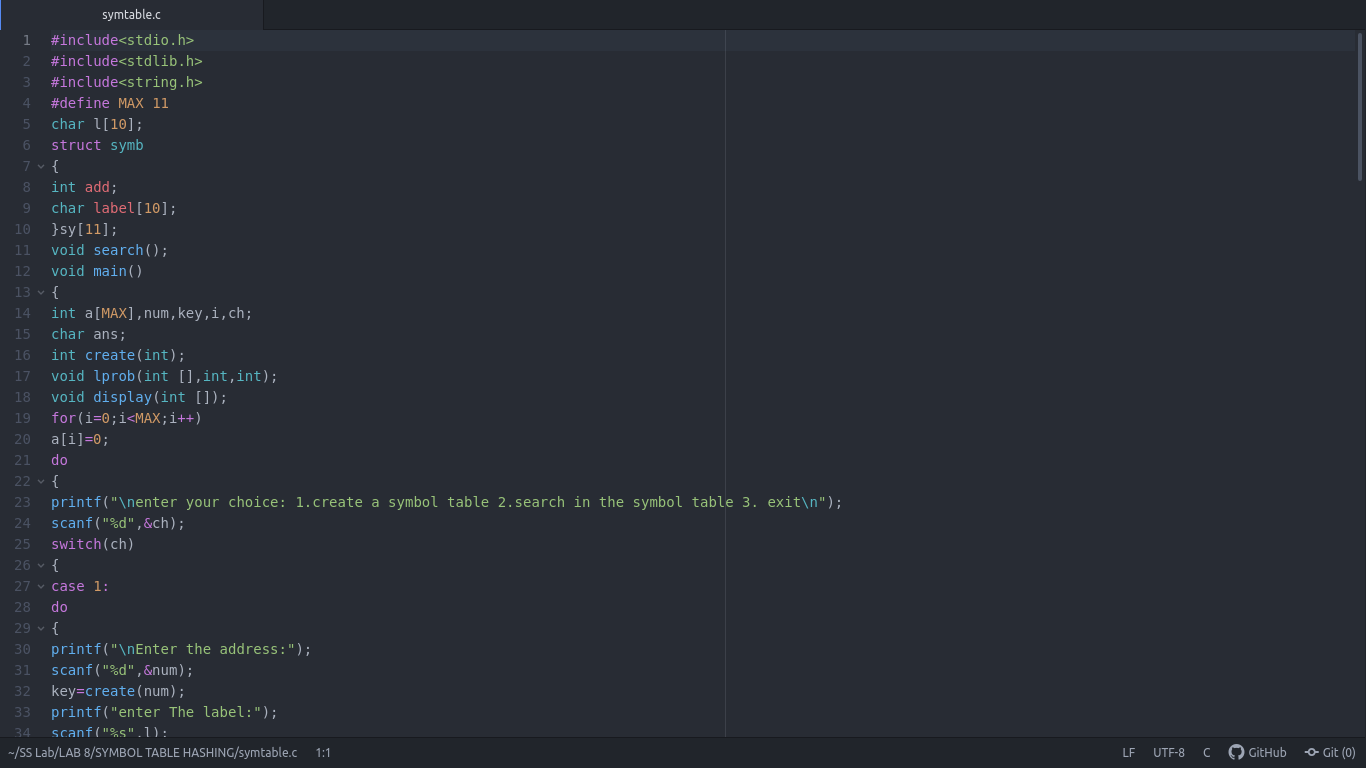 symtable.c
1 #include<stdio.h>
2 #include<stdlib.h>
3 #include<string.h>
4 #define MAX 11
5 char l[10];
6 struct symb
7 {
8 int add;
9 char label[10];
10 }sy[11];
11 void search();
12 void main()
13 {
14 int a[MAX],num,key,i,ch;
15 char ans;
16 int create(int);
17 void lprob(int [],int,int);
18 void display(int []);
19 for(i=0;i<MAX;i++)
20 a[i]=0;
21 do
22 {
23 printf("\nenter your choice: 1.create a symbol table 2.search in the symbol table 3. exit\n");
24 scanf("%d",&ch);
25 switch(ch)
26 {
27 case 1:
28 do
29 {
30 printf("\nEnter the address:");
31 scanf("%d",&num);
32 key=create(num);
33 printf("enter The label:");
34 scanf("%s",l);
~/SS Lab/LAB 8/SYMBOL TABLE HASHING/symtable.c 1:1 LF UTF-8 C GitHub Git (0)